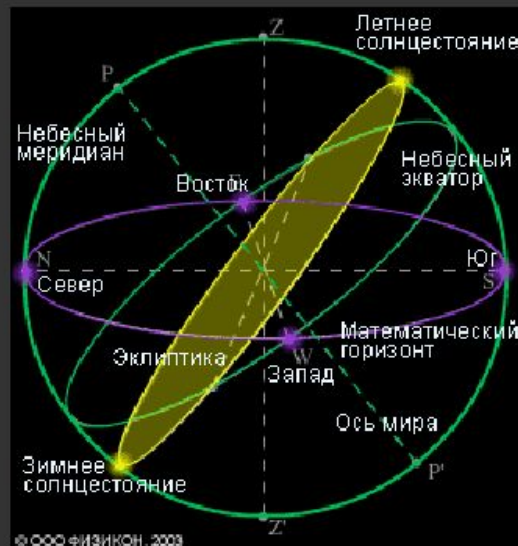 Z
Летнее
солнцестояние
P
Небесный
меридиан
Небесный
экватор
Восток
E
N
Север
Юг
S
Математический
горизонт
Эклиптика
W
Запад
Ось мира
Зимнее
солнцестояние
P'
Z'
© ООО ФИЗИКОН, 2003